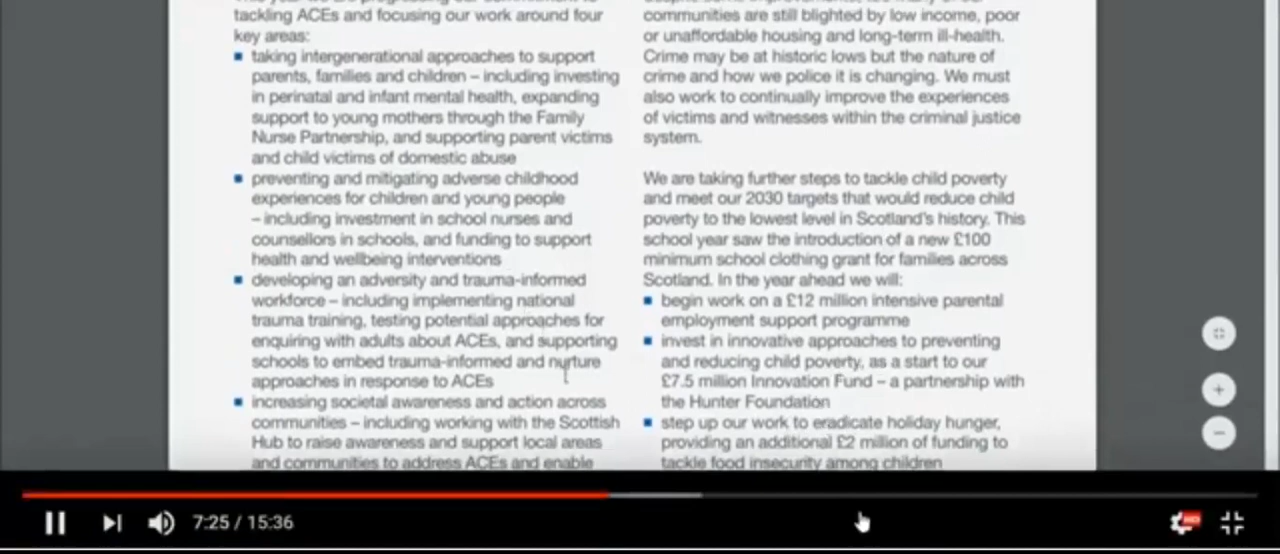 tackling ACEs and focusing our work around four
key areas:
taking intergenerational approaches to support
parents, families and children – including investing
in perinatal and infant mental health, expanding
support to young mothers through the Family
Nurse Partnership, and supporting parent victims
and child victims of domestic abuse
preventing and mitigating adverse childhood
experiences for children and young people
– including investment in school nurses and
counsellors in schools, and funding to support
health and wellbeing interventions
developing an adversity and trauma-informed
workforce – including implementing national
trauma training, testing potential approaches for
enquiring with adults about ACEs, and supporting
schools to embed trauma-informed and nurture
approaches in response to ACEs
increasing societal awareness and action across
communities – including working with the Scottish
Hub to raise awareness and support local areas
and communities to address ACEs and enable
communities are still blighted by low income, poor
or unaffordable housing and long-term ill-health.
Crime may be at historic lows but the nature of
crime and how we police it is changing. We must
also work to continually improve the experiences
of victims and witnesses within the criminal justice
system.
We are taking further steps to tackle child poverty
and meet our 2030 targets that would reduce child
poverty to the lowest level in Scotland's history. This
school year saw the introduction of a new £100
minimum school clothing grant for families across
Scotland. In the year ahead we will:
begin work on a £12 million intensive parental
employment support programme
invest in innovative approaches to preventing
and reducing child poverty, as a start to our
£7.5 million Innovation Fund – a partnership with
the Hunter Foundation
step up our work to eradicate holiday hunger,
providing an additional £2 million of funding to
tackle food insecurity among children
7:25 / 15:36
HD